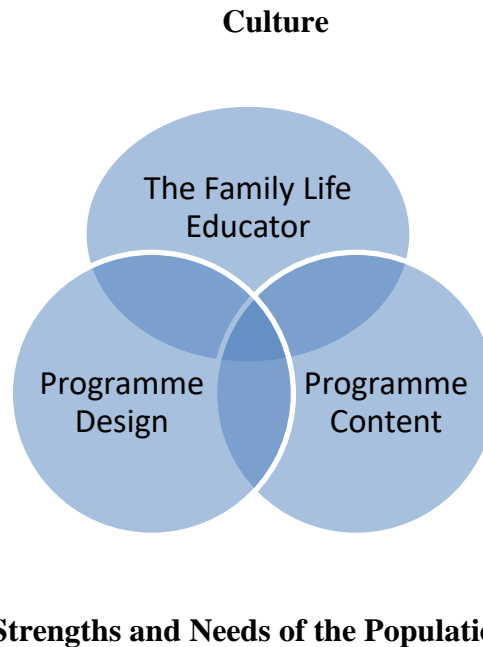 Culture
The Family Life
Educator
Programme
Design
Programme
Content
Strengths and Needs of the Populatio